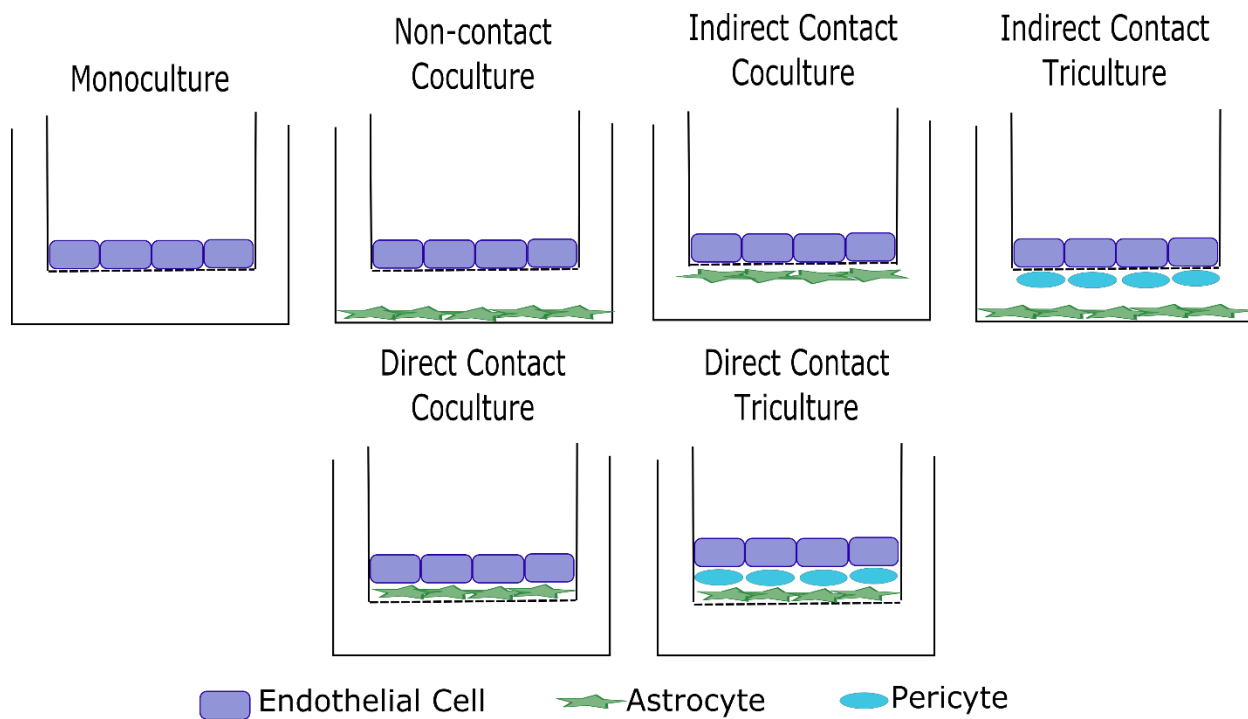 Monoculture
Non-contact
Coculture
Indirect Contact
Coculture
Indirect Contact
Triculture
Direct Contact
Coculture
Direct Contact
Triculture
Endothelial Cell
Astrocyte
Pericyte